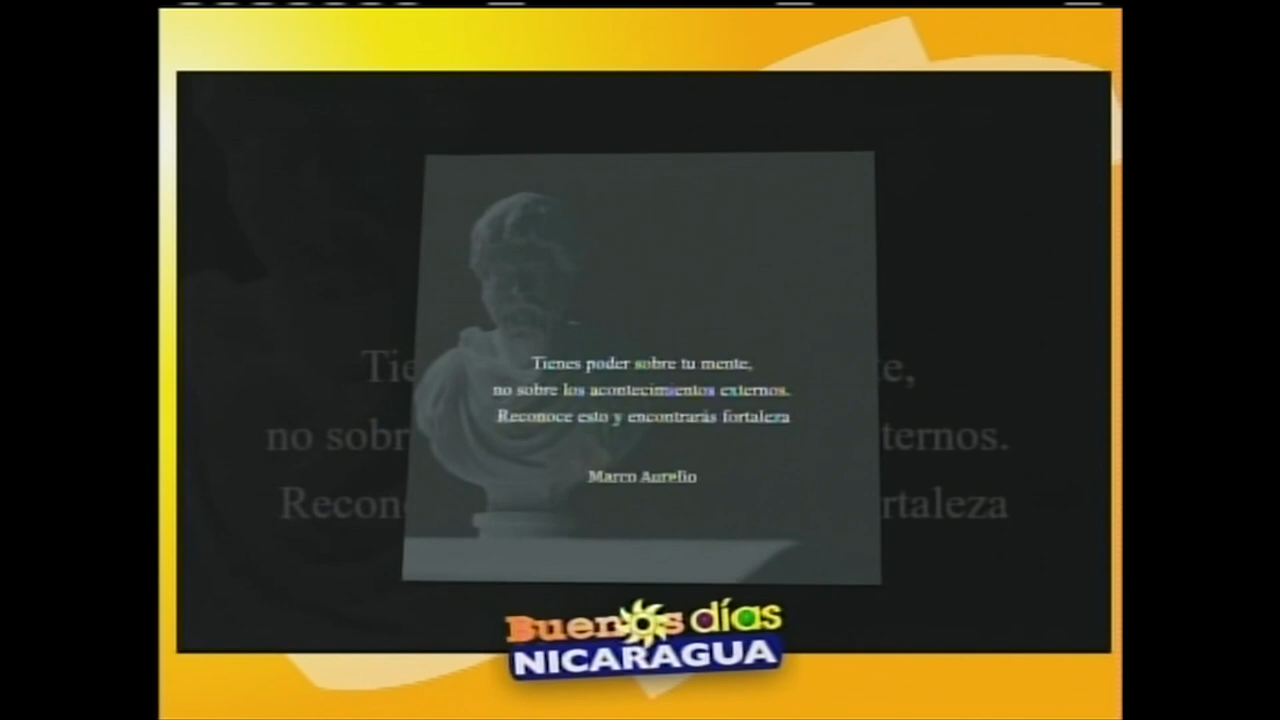 Tienes poder sobre tu mente,
no sobre los acontecimientos externos.
Reconoce esto y encontrarás fortaleza
Marco Aurelio
Buenos días
NICARAGUA